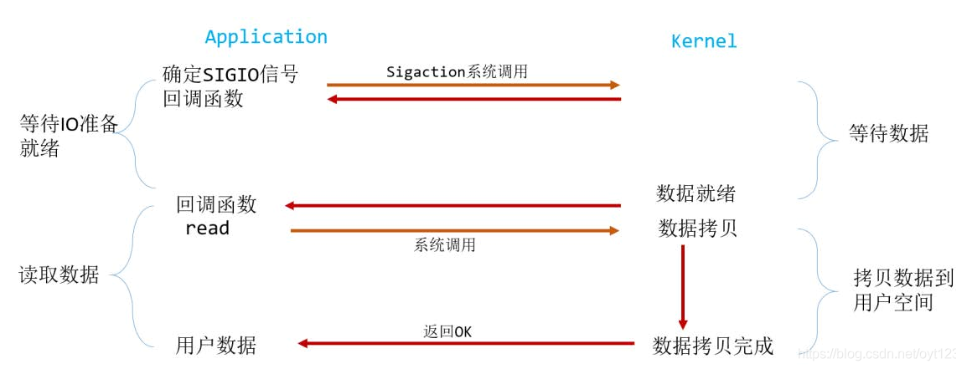 Application
Kernel
确定SIGIO信号
回调函数
Sigaction系统调用
等待IO准备
就绪
等待数据
数据就绪
回调函数
read
系统调用
数据拷贝
读取数据
拷贝数据到
用户空间
返回OK
用户数据
数据拷贝完成
https://blog.csdn.net/oyt123